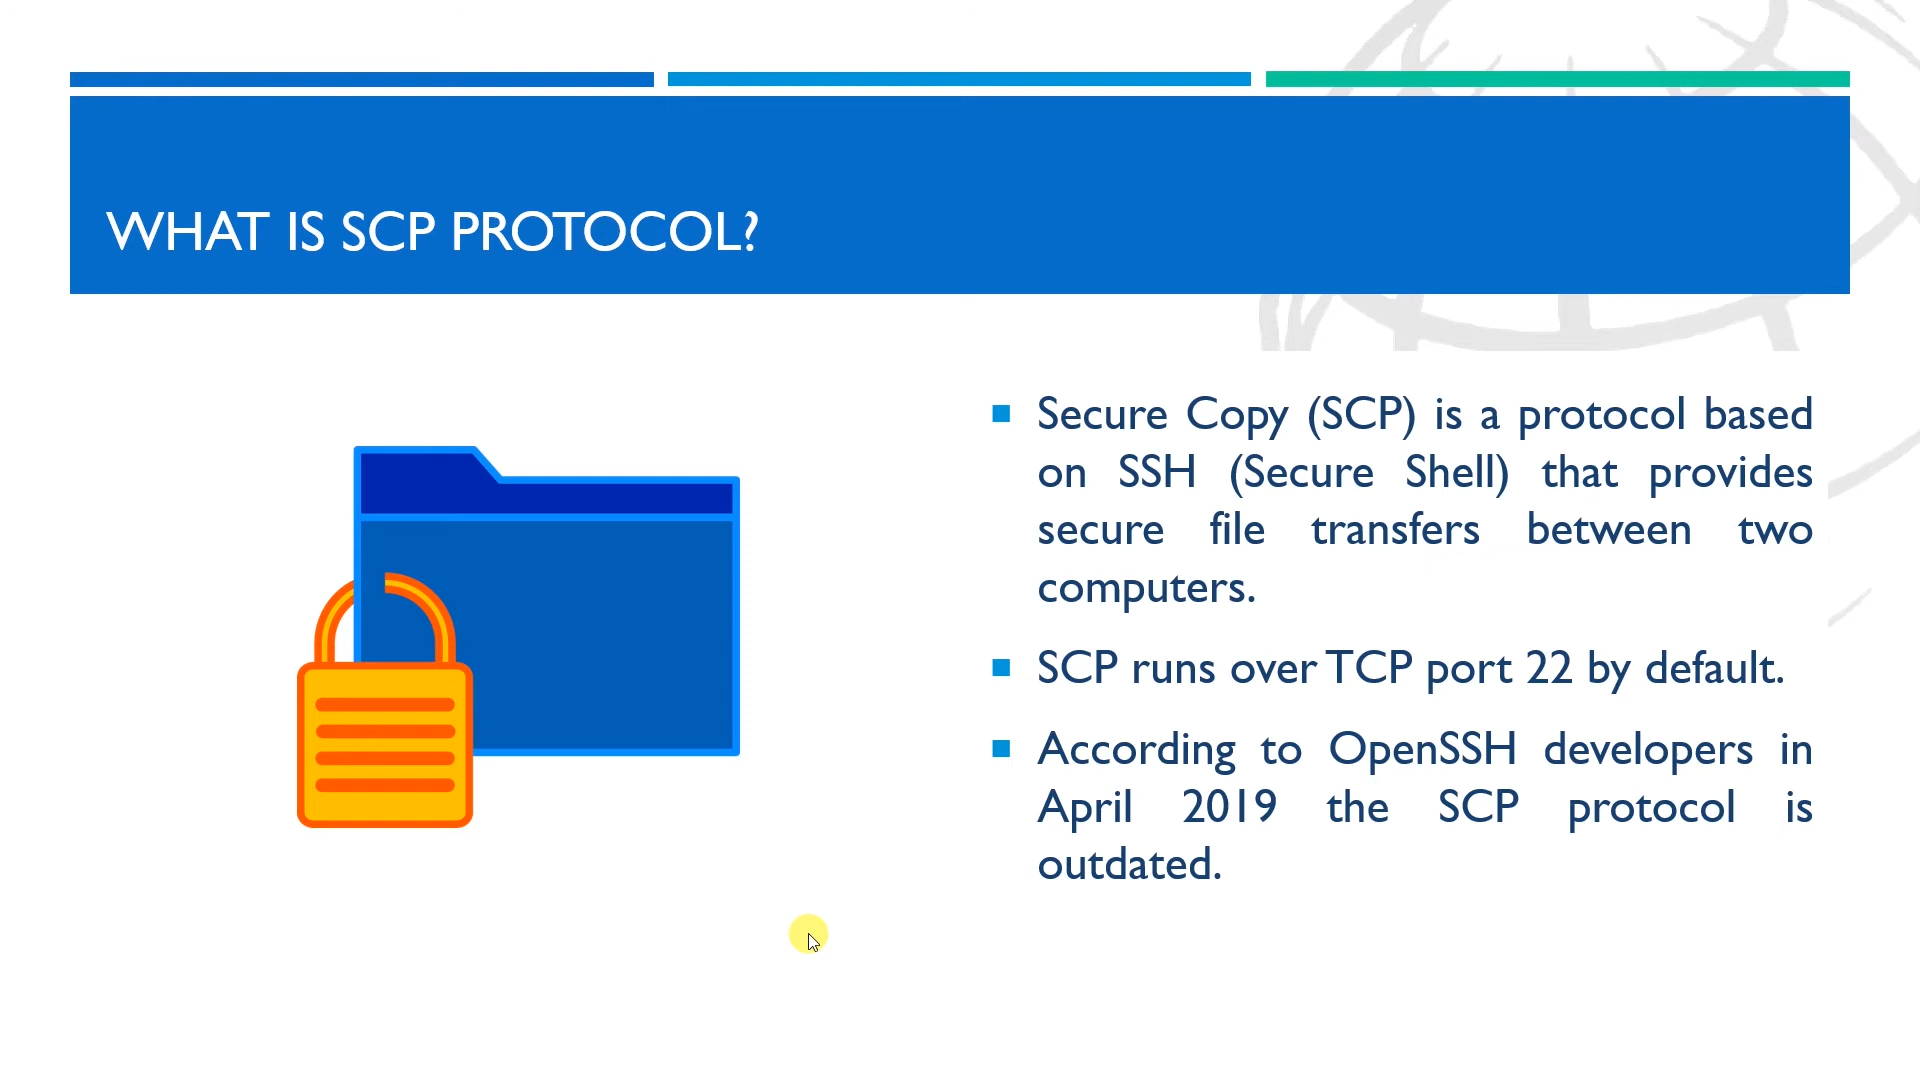 WHAT IS SCP PROTOCOL?
Secure Copy (SCP) is a protocol based
on SSH (Secure Shell) that provides
secure file transfers between two
computers.
SCP runs over TCP port 22 by default.
According to OpenSSH developers in
April 2019 the SCP protocol is
outdated.